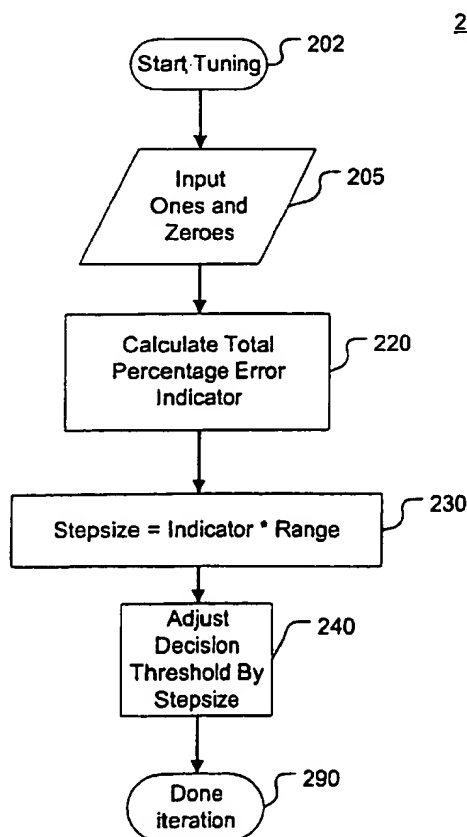 2
202
Start Tuning
205
Input
Ones and
Zeroes
220
Calculate Total
Percentage Error
Indicator
230
Stepsize = Indicator * Range
240
Adjust
Decision
Threshold By
Stepsize
290
Done
iteration